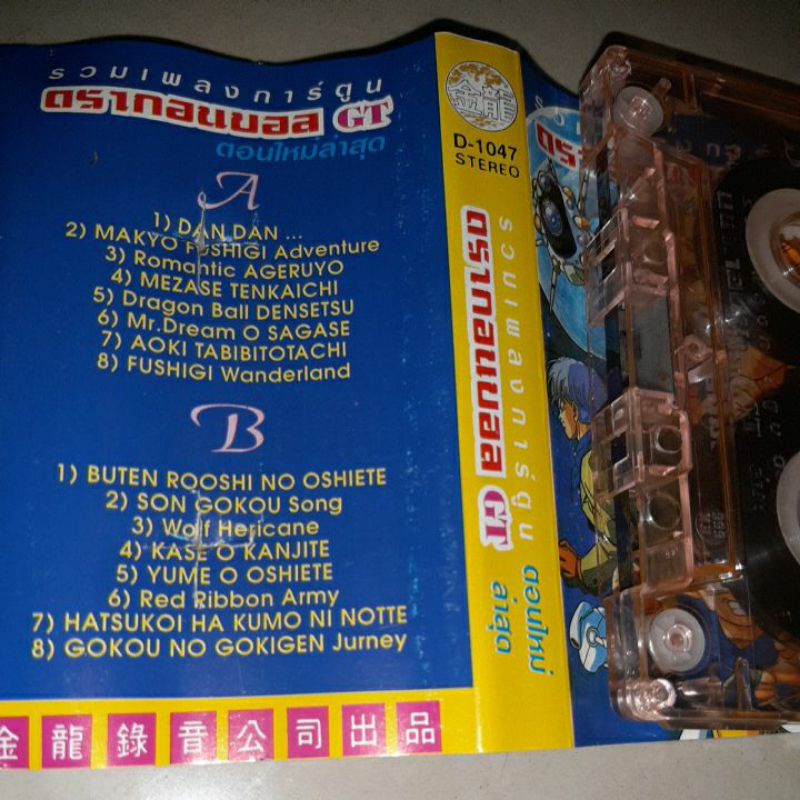 รวมเพลงการ์ตูน
ดรากอนบอล GT
ตอนใหม่ล่าสุด
A
1) DAN DAN ...
2) MAKYO FUSHIGI Adventure
3) Romantic AGERUYO
4) MEZASE TENKAICHI
5) Dragon Ball DENSETSU
6) Mr.Dream O SAGASE
7) AOKI TABIBITOTACHI
8) FUSHIGI Wanderland
B
1) BUTEN ROOSHI NO OSHIETE
2) SON GOKOU Song
3) Wolf Hericane
4) KASE O KANJITE
5) YUME O OSHIETE
6) Red Ribbon Army
7) HATSUKOI HA KUMO NI NOTTE
8) GOKOU NO GOKIGEN Jurney
金龍錄音公司出品
金龍
D-1047
STEREO
รวมเพลงการ์ตูน
ดรากอนบอล GT
ตอนใหม่
ล่าสุด